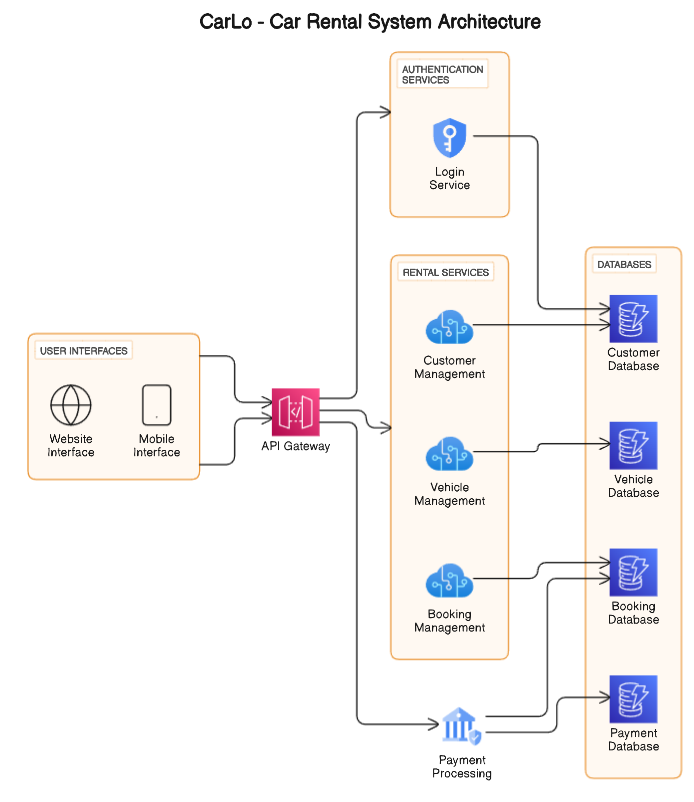 CarLo - Car Rental System Architecture
AUTHENTICATION
SERVICES
Login
Service
RENTAL SERVICES
DATABASES
Customer
Management
Customer
Database
USER INTERFACES
Website
Interface
Mobile
Interface
API Gateway
Vehicle
Management
Vehicle
Database
Booking
Management
Booking
Database
Payment
Processing
Payment
Database